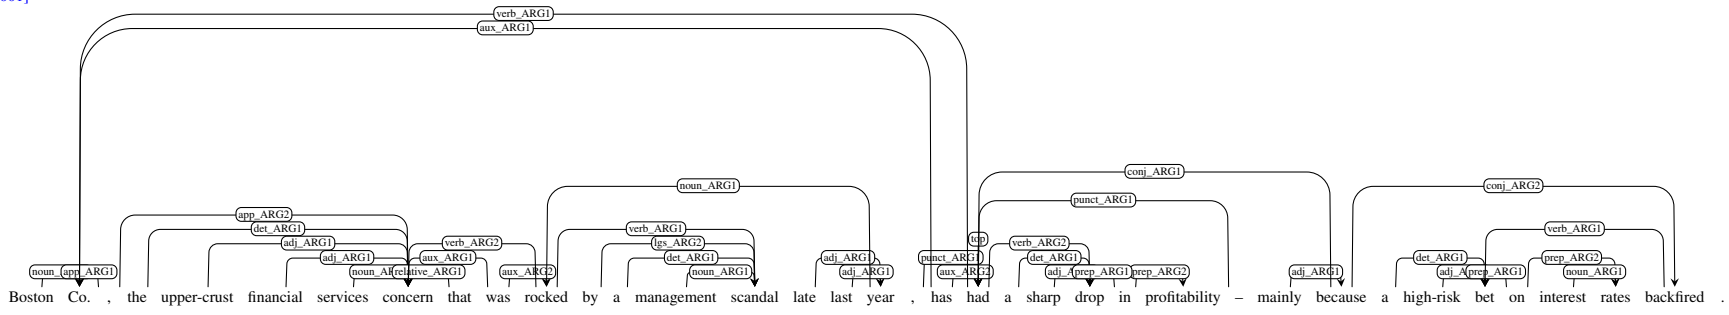 verb_ARG1
aux_ARG1
conj_ARG1
noun_ARG1 conj_ARG2
punct_ARG1
app_ARG2
det_ARG1 verb_ARG1 verb_ARG1
top
adj_ARG1 verb_ARG2 lgs_ARG2 verb_ARG2
adj_ARG1 aux_ARG1 det_ARG1 adj_ARG1 punct_ARG1 det_ARG1 det_ARG1 prep_ARG2
app_ARG1 relative_ARG1 aux_ARG2 noun_ARG1 adj_ARG1 aux_ARG2 prep_ARG1 prep_ARG2 adj_ARG1 prep_ARG1 noun_ARG1
Boston Co. , the upper-crust financial services concern that was rocked by a management scandal late last year , has had a sharp drop in profitability – mainly because a high-risk bet on interest rates backfired .